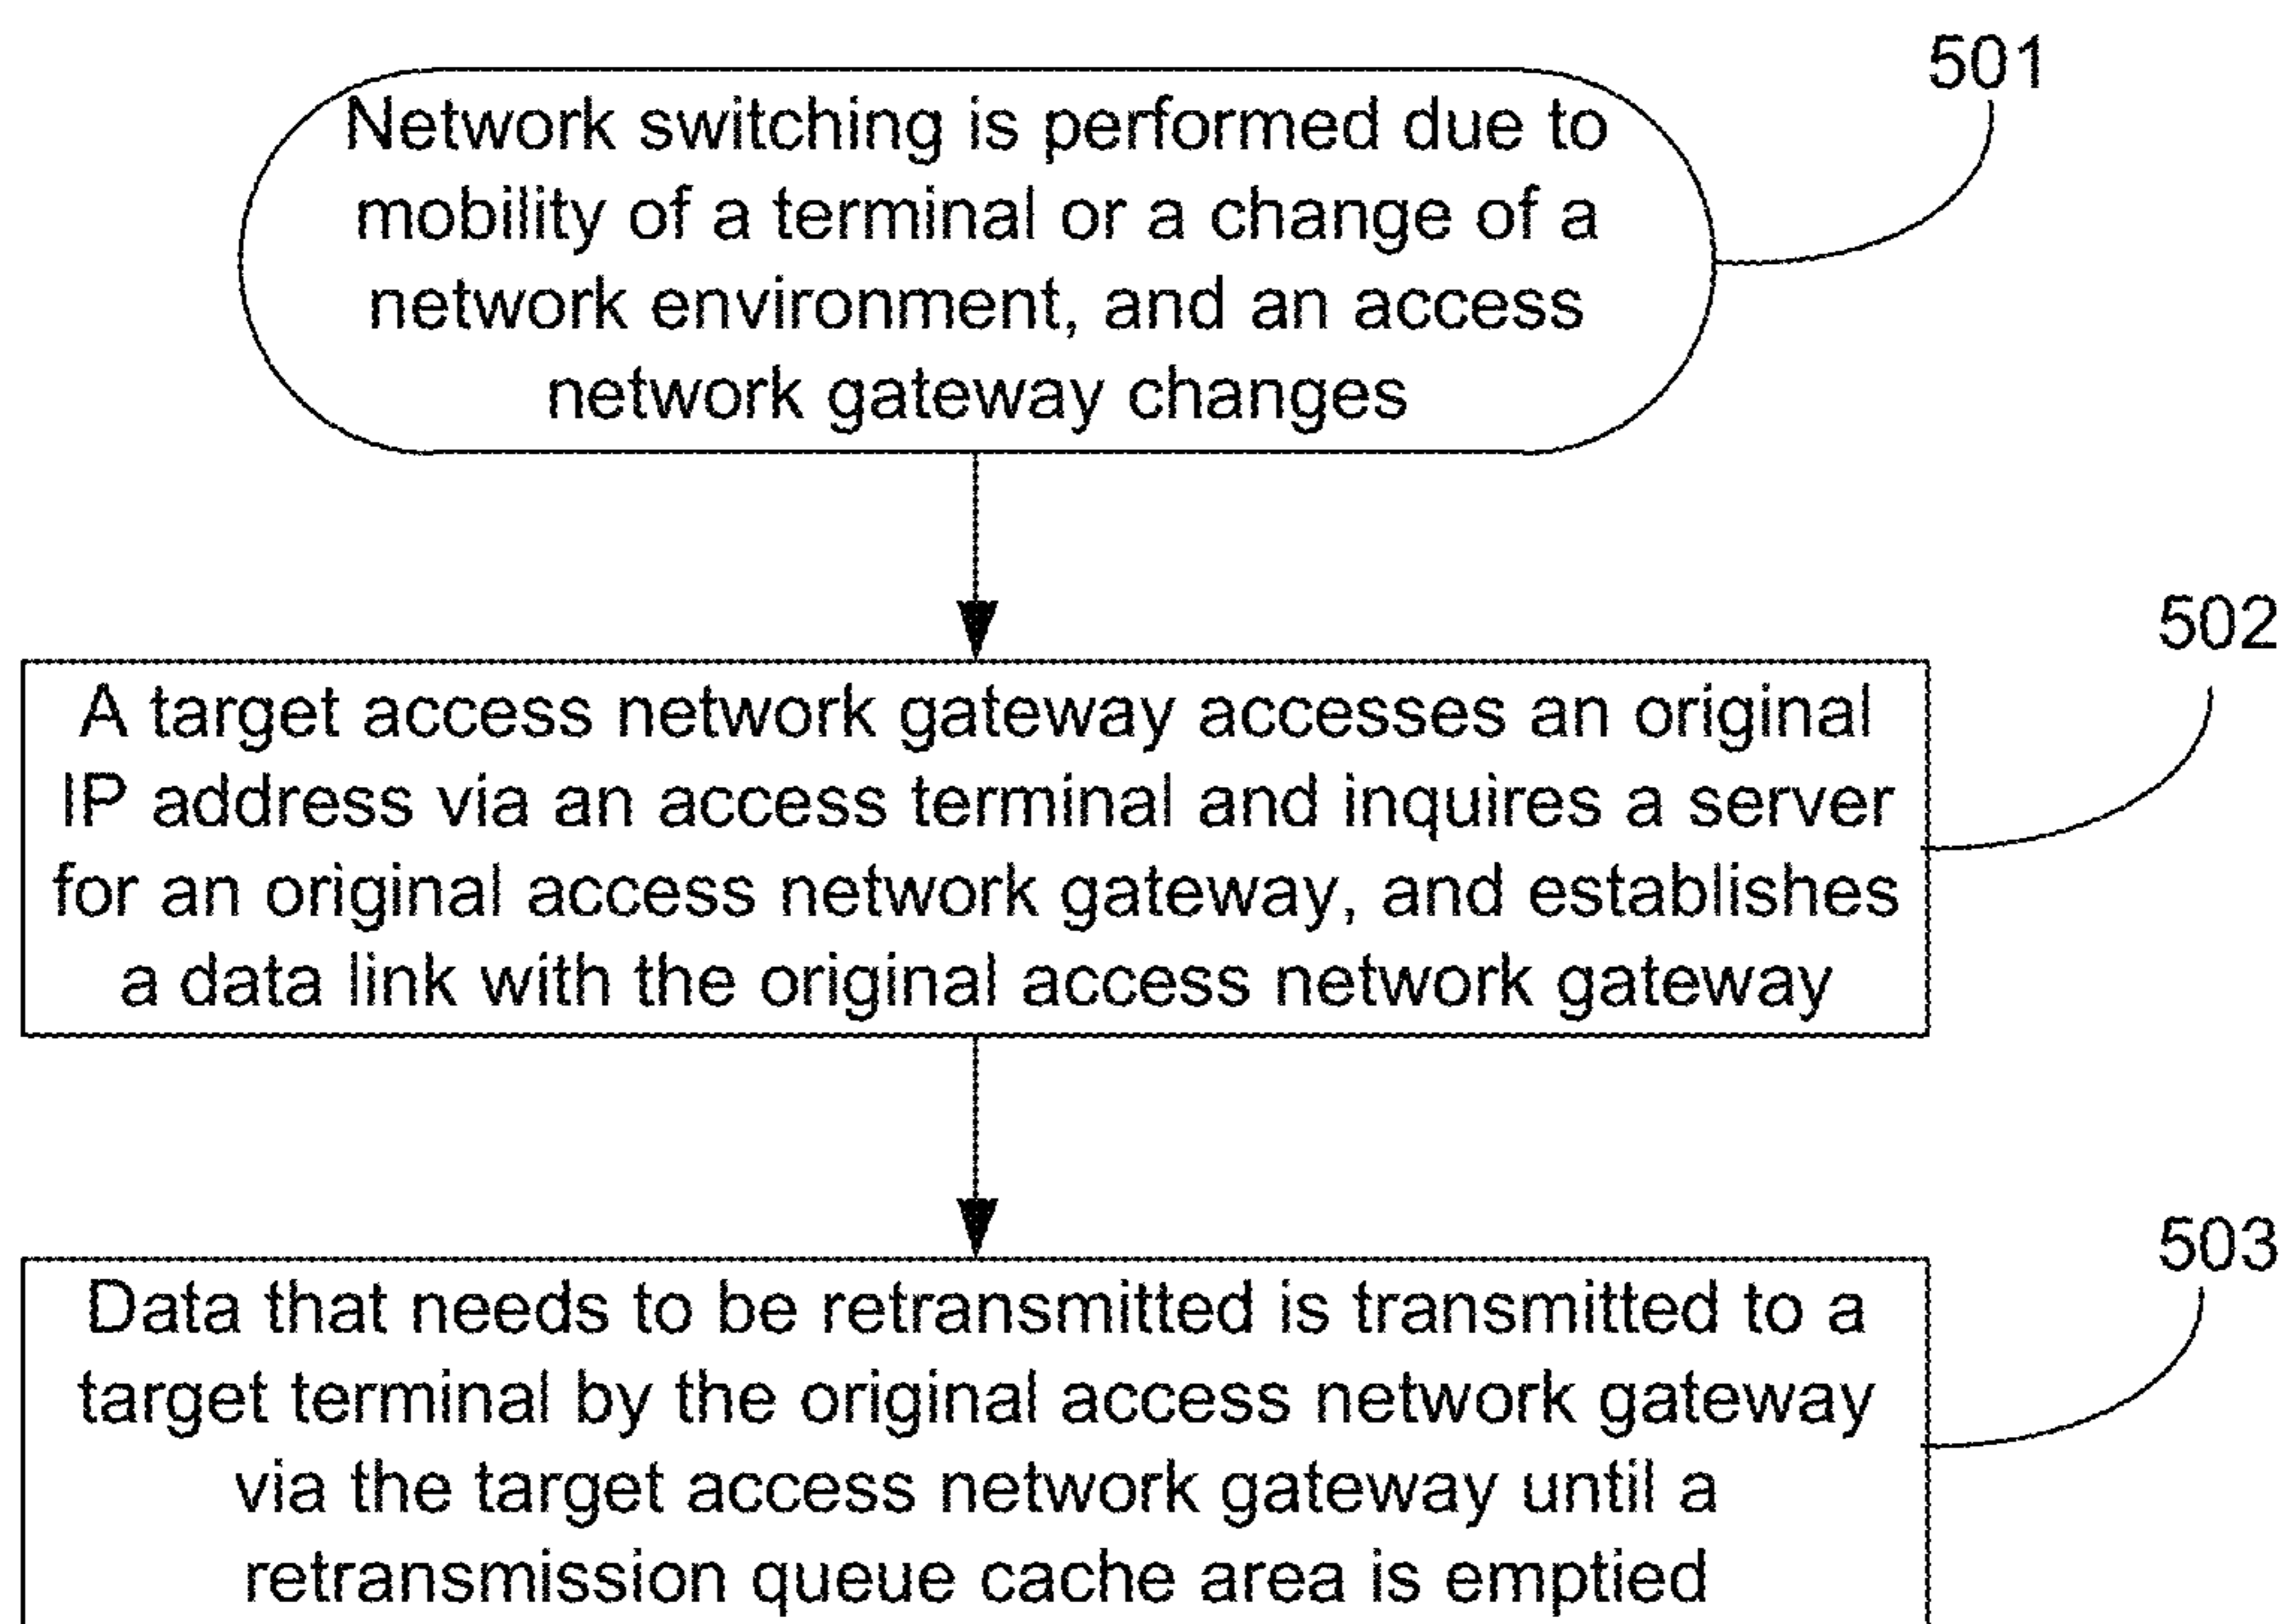 501
Network switching is performed due to
mobility of a terminal or a change of a
network environment, and an access
network gateway changes
502
A target access network gateway accesses an original
IP address via an access terminal and inquires a server
for an original access network gateway, and establishes
a data link with the original access network gateway
503
Data that needs to be retransmitted is transmitted to a
target terminal by the original access network gateway
via the target access network gateway until a
retransmission queue cache area is emptied